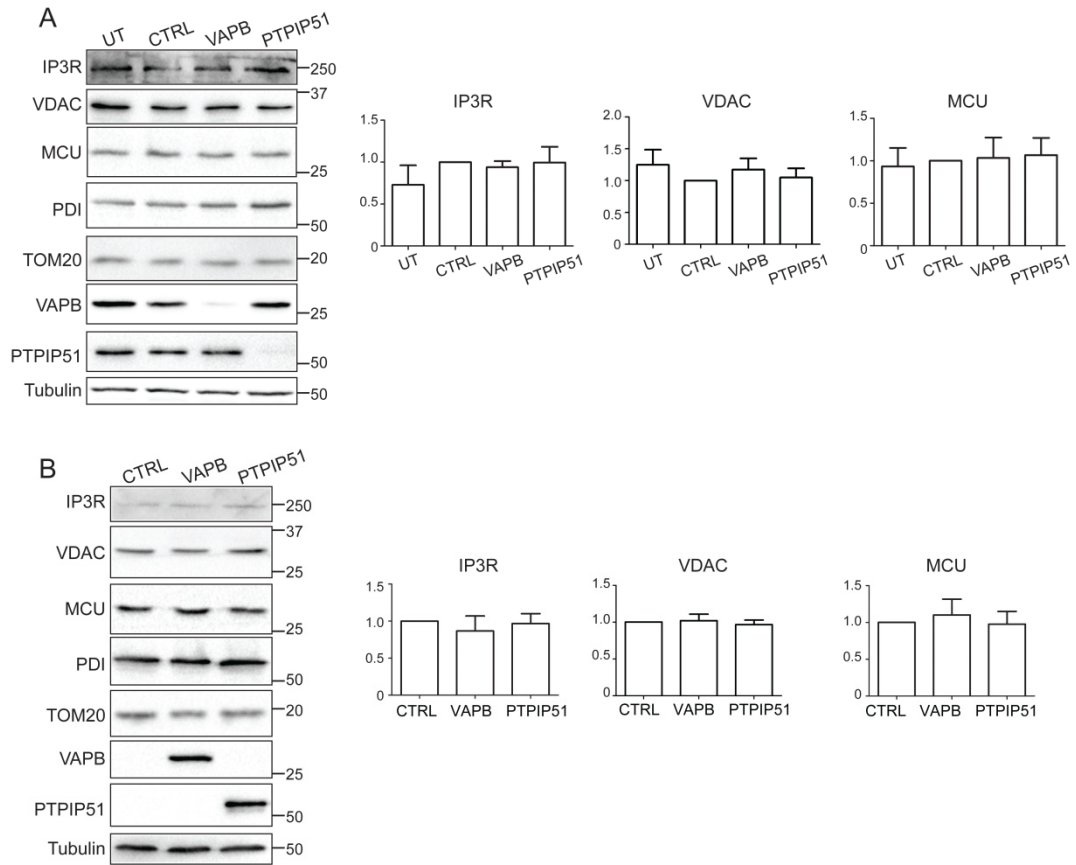 A
UT CTRL VAPB PTPIP51
IP3R 250
37
VDAC
MCU
25
PDI
50
TOM20 20
VAPB
25
PTPIP51 50
Tubulin 50
IP3R
1.5
1.0
0.5
0
UT CTRL VAPB PTPIP51
VDAC
2.0
1.5
1.0
0.5
0
UT CTRL VAPB PTPIP51
MCU
1.5
1.0
0.5
0
UT CTRL VAPB PTPIP51
B
CTRL VAPB PTPIP51
IP3R 250
37
VDAC
25
MCU
25
PDI
50
TOM20 20
VAPB
25
PTPIP51
50
Tubulin 50
IP3R
1.5
1.0
0.5
0
CTRL VAPB PTPIP51
VDAC
1.5
1.0
0.5
0
CTRL VAPB PTPIP51
MCU
1.5
1.0
0.5
0
CTRL VAPB PTPIP51